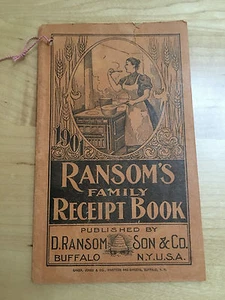 1901
RANSOM'S
FAMILY
RECEIPT BOOK
PUBLISHED BY
D. RANSOM SON & CO.
BUFFALO N.Y. U.S.A.